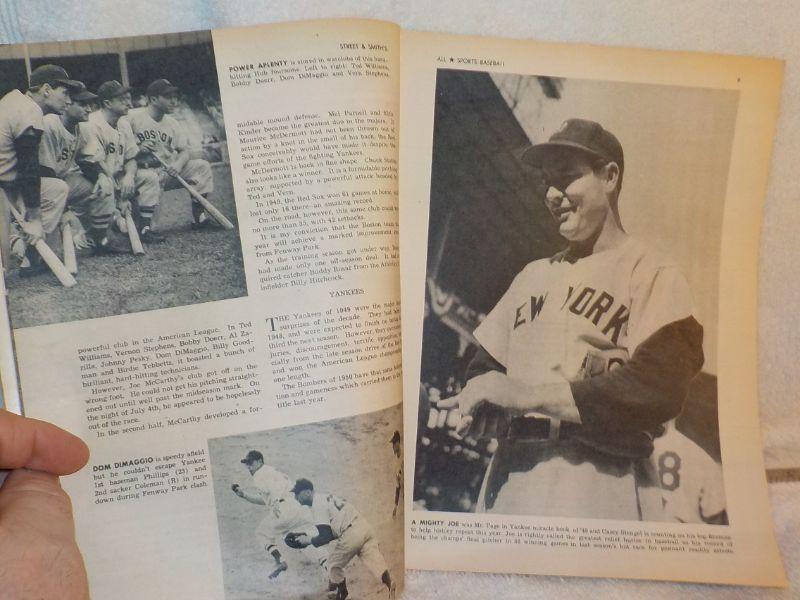 STREET & SMITH'S
POWER APLENTY is stored in warclubs of this base-
hitting Hub foursome. Left to right: Ted Williams,
Bobby Doerr, Dom DiMaggio and Vern Stephens.
BOSTON
BOSTON
midable mound defense. Mel Parnell and Ellis
Kinder became the greatest duo in the majors. If
Maurice McDermott had not been thrown out of
action by a knot in the small of his back, the Red
Sox conceivably would have made it despite the
game efforts of the fighting Yankees.
McDermott is back in fine shape. Chuck
also looks like a winner. It is a formidable pitching
array, supported by a powerful attack headed by
Ted and Vern.
In 1949, the Red Sox won 61 games at home, and
lost only 16 there—an amazing record.
On the road, however, this same club could
no more than 35, with 42 setbacks.
It is my conviction that the Boston team this
year will achieve a marked improvement
from Fenway Park.
As the training season got under way, Boston
had made only one off-season deal. It had
quired catcher Buddy Rosar from the Athletics
infielder Billy Hitchcock.
YANKEES
THE Yankees of 1949 were the major
surprises of the decade. They had
1948, and were expected to finish no
third the next season. However, they overcame
juries, discouragement, terrific opposition,
cially from the late season drive of the Red
and won the American League championship
one length.
The Bombers of 1950 have that same
tion and gameness which carried them to the
title last year.
powerful club in the American League. In Ted
Williams, Vernon Stephens, Bobby Doerr, Al Za-
rilla, Johnny Pesky, Dom DiMaggio, Billy Good-
man and Birdie Tebbetts, it boasted a bunch of
brilliant, hard-hitting technicians.
However, Joe McCarthy's club got off on the
wrong foot. He could not get his pitching straight-
ened out until well past the midseason mark. On
the night of July 4th, he appeared to be hopelessly
out of the race.
In the second half, McCarthy developed a for-
DOM DIMAGGIO is speedy afield
but he couldn't escape Yankee
1st baseman Phillips (23) and
2nd sacker Coleman (R) in run-
down during Fenway Park clash
ALL ★ SPORTS BASEBALL
NEW YORK
8
A MIGHTY JOE was Mr. Page in Yankee miracle book of '49 and Casey Stengel is counting on his big fireman
to help history repeat this year. Joe is rightly called the greatest relief hurler in baseball as his record of
being the champs' final pitcher in 48 winning games in last season's hot race for pennant readily attests